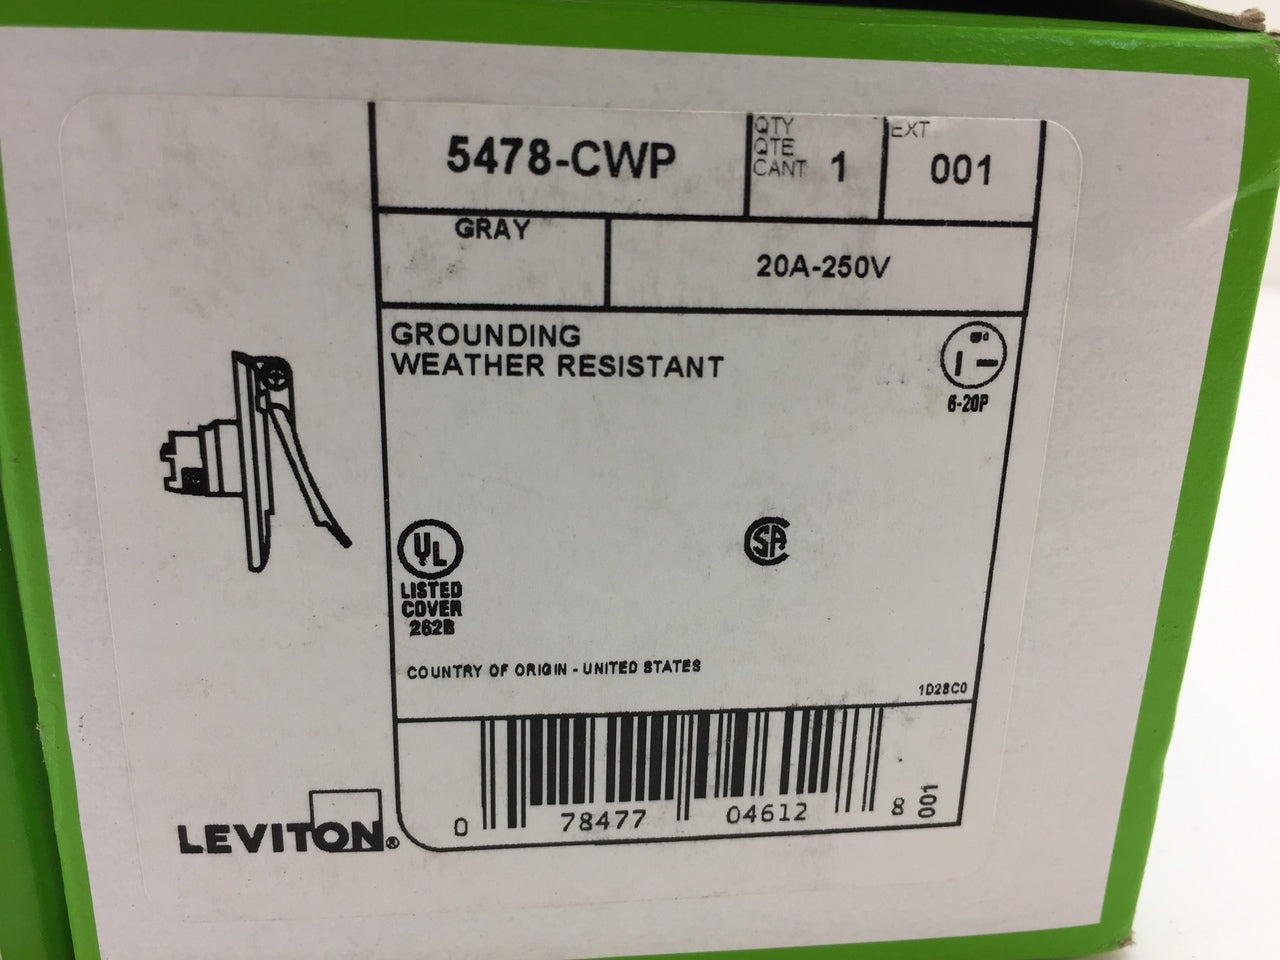 5478-CWP
QTY
QTE
CANT 1
EXT
001
GRAY
20A-250V
GROUNDING
WEATHER RESISTANT
6-20P
UL
LISTED
COVER
262B
SA
COUNTRY OF ORIGIN - UNITED STATES
1D28C0
0 78477 04612 8 001
LEVITON®